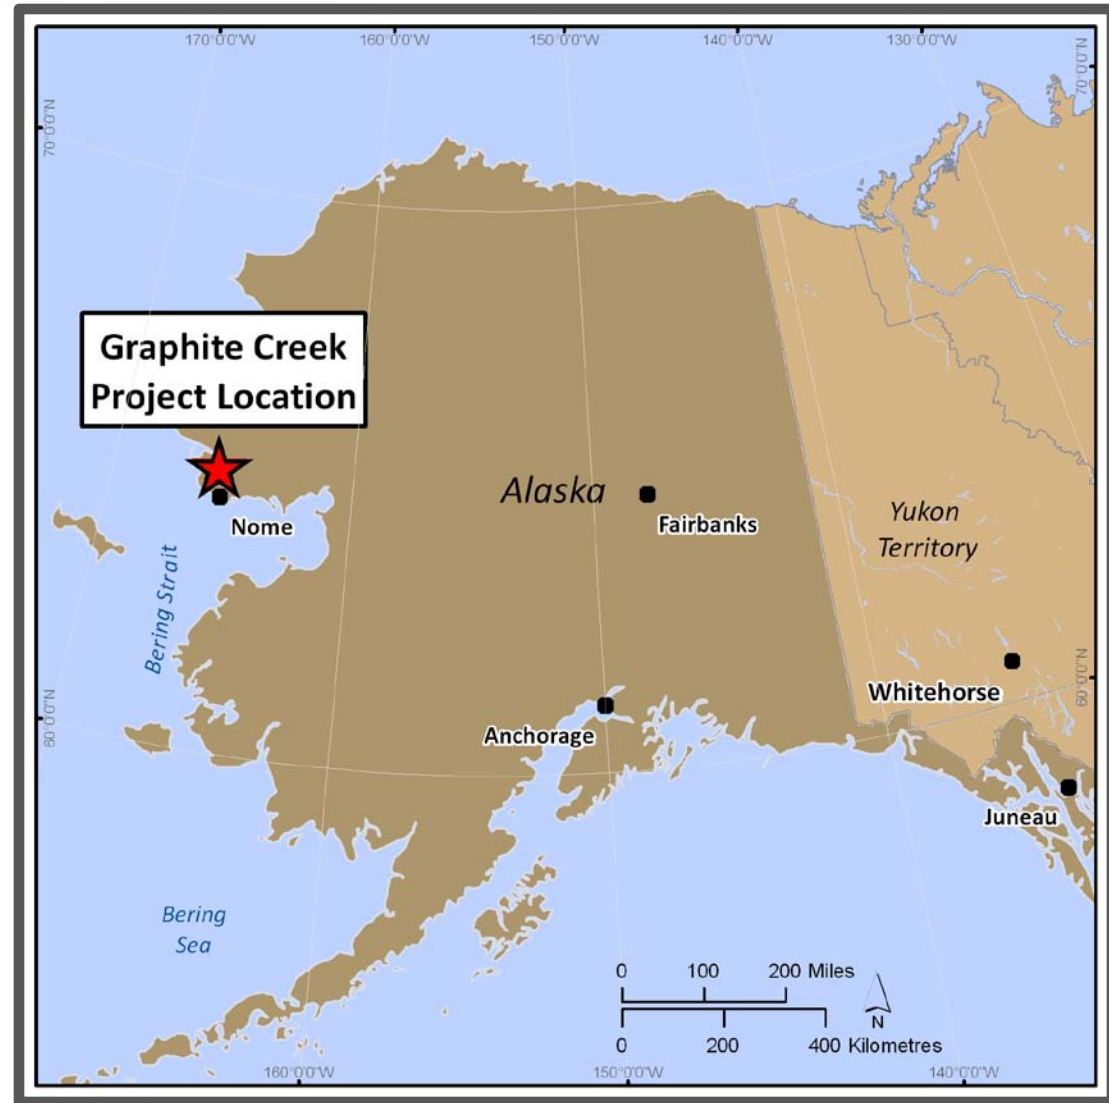 170°0'0"W
160°0'0"W
150°0'0"W
140°0'0"W
130°0'0"W
70°0'0"N
70°0'0"N
Graphite Creek
Project Location
Nome
Alaska
Fairbanks
Yukon
Territory
Bering Strait
Whitehorse
60°0'0"N
60°0'0"N
Anchorage
Juneau
Bering
Sea
0 100 200 Miles
N
0 200 400 Kilometres
160°0'0"W
150°0'0"W
140°0'0"W